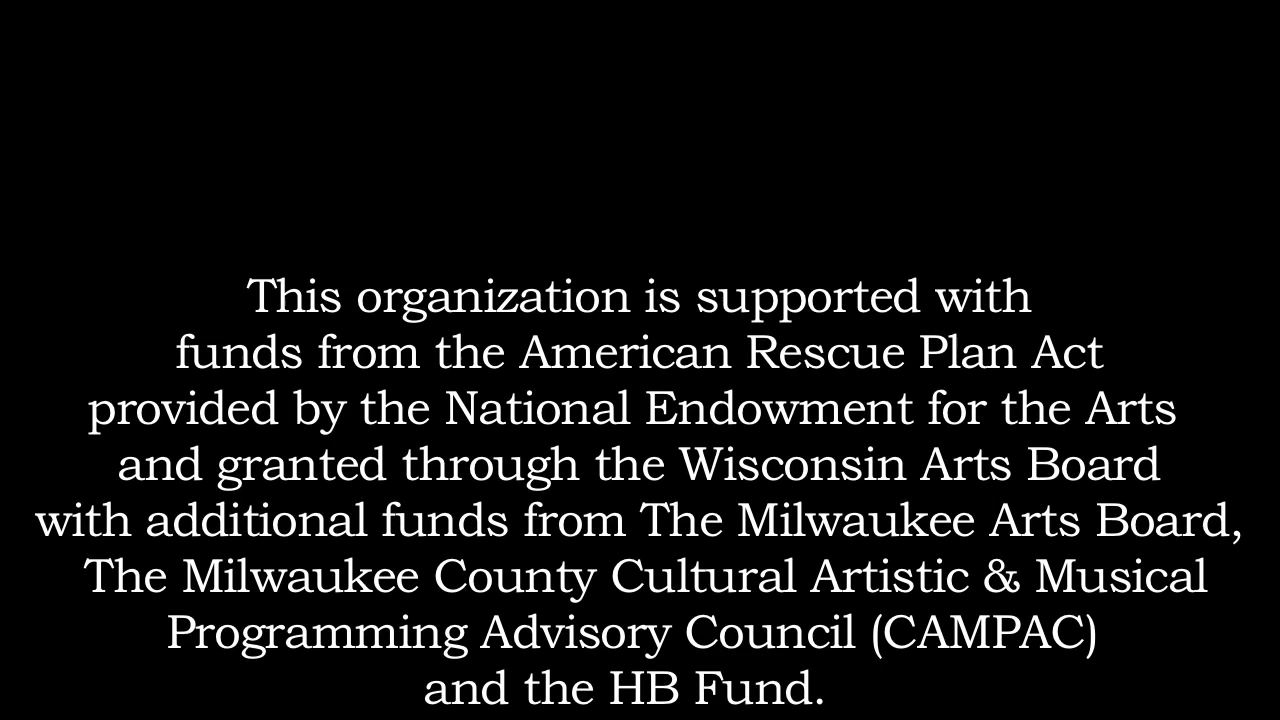 This organization is supported with
funds from the American Rescue Plan Act
provided by the National Endowment for the Arts
and granted through the Wisconsin Arts Board
with additional funds from The Milwaukee Arts Board,
The Milwaukee County Cultural Artistic & Musical
Programming Advisory Council (CAMPAC)
and the HB Fund.